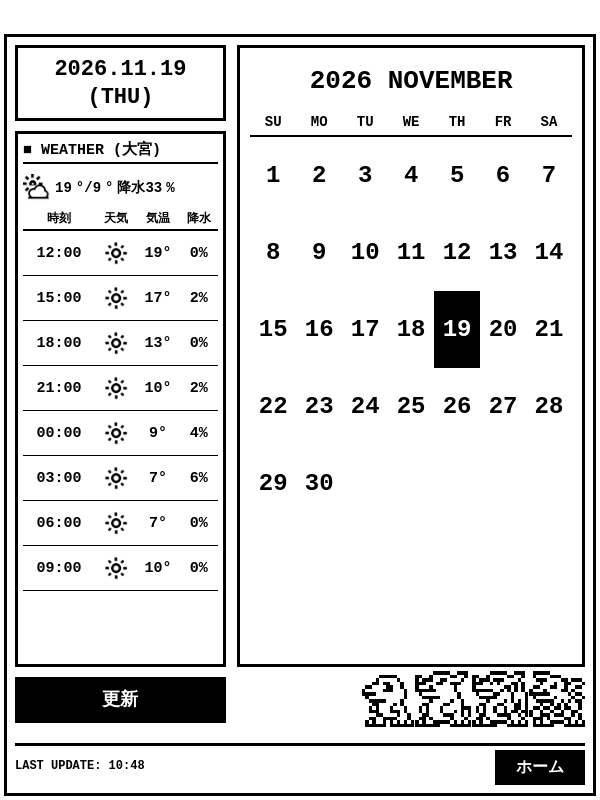 2026.11.19
(THU)
■ WEATHER (大宮)
19°/9° 降水33%
時刻 天気 気温 降水
12:00 19° 0%
15:00 17° 2%
18:00 13° 0%
21:00 10° 2%
00:00 9° 4%
03:00 7° 6%
06:00 7° 0%
09:00 10° 0%
2026 NOVEMBER
SU MO TU WE TH FR SA
1 2 3 4 5 6 7
8 9 10 11 12 13 14
15 16 17 18 19 20 21
22 23 24 25 26 27 28
29 30
更新
LAST UPDATE: 10:48
ホーム